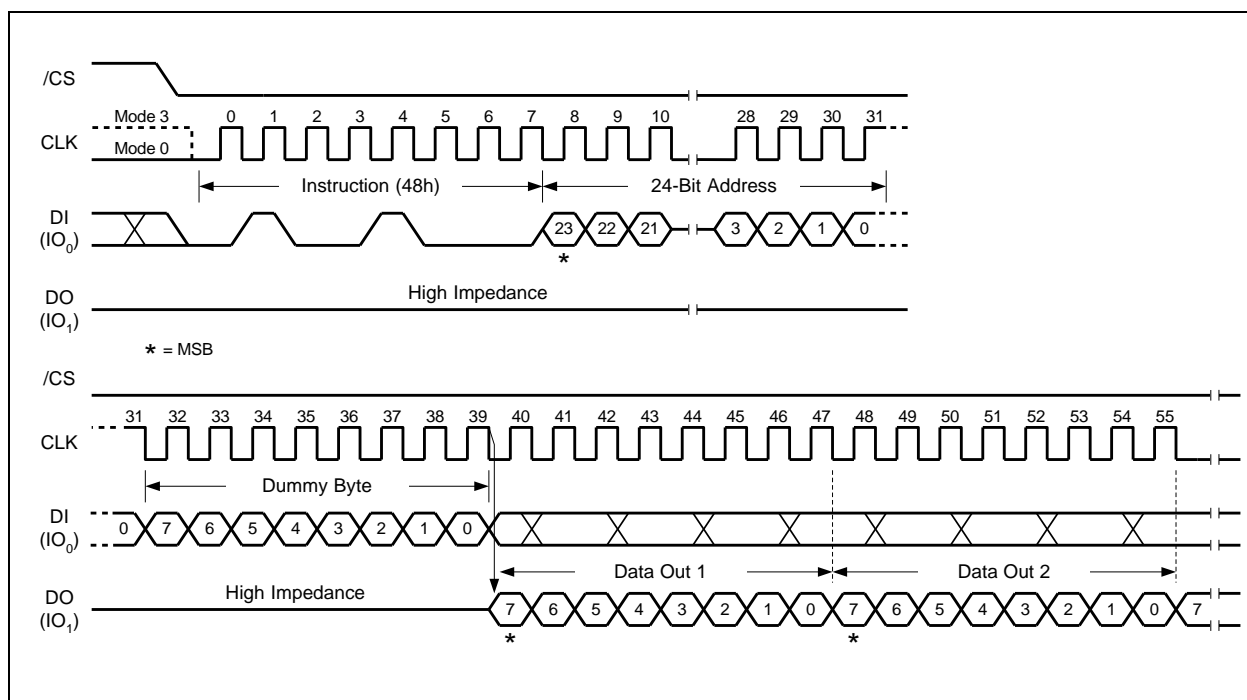 /CS
Mode 3 0 1 2 3 4 5 6 7 8 9 10 28 29 30 31
CLK
Mode 0
Instruction (48h) 24-Bit Address
DI
(IO0) 23 22 21 3 2 1 0
*
High Impedance
DO
(IO1)
* = MSB
/CS
31 32 33 34 35 36 37 38 39 40 41 42 43 44 45 46 47 48 49 50 51 52 53 54 55
CLK
Dummy Byte
DI
(IO0) 0 7 6 5 4 3 2 1 0
Data Out 1 Data Out 2
High Impedance
DO
(IO1) 7 6 5 4 3 2 1 0 7 6 5 4 3 2 1 0 7
* *